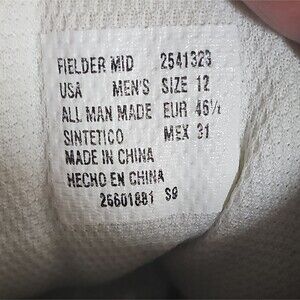 FIELDER MID 2541323
USA MEN'S SIZE 12
ALL MAN MADE EUR 46½
SINTETICO MEX 31
MADE IN CHINA
HECHO EN CHINA
26601881 S9